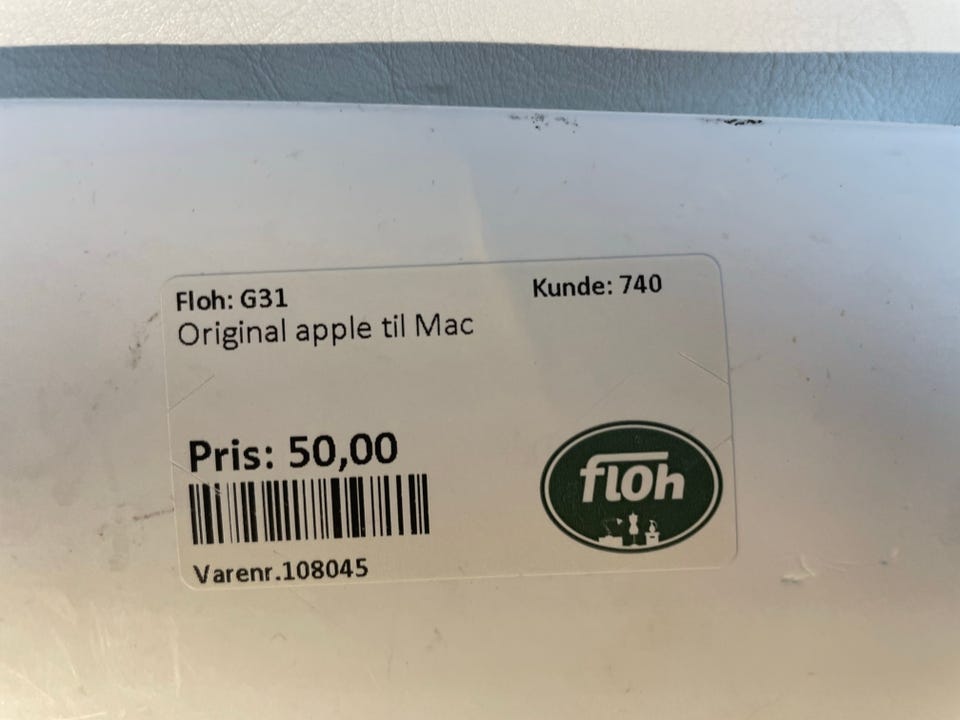 Floh: G31 Kunde: 740
Original apple til Mac
Pris: 50,00
floh
Varenr.108045